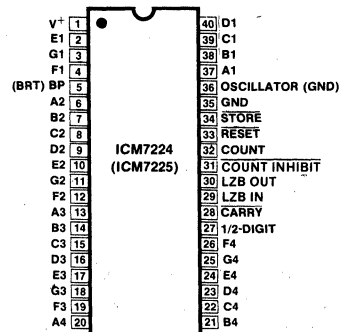 V+ 1 40 D1
E1 2 39 C1
G1 3 38 B1
F1 4 37 A1
(BRT) BP 5 36 OSCILLATOR (GND)
A2 6 35 GND
B2 7 34 STORE
C2 8 33 RESET
D2 9 ICM7224 32 COUNT
E2 10 (ICM7225) 31 COUNT INHIBIT
G2 11 30 LZB OUT
F2 12 29 LZB IN
A3 13 28 CARRY
B3 14 27 1/2-DIGIT
C3 15 26 F4
D3 16 25 G4
E3 17 24 E4
G3 18 23 D4
F3 19 22 C4
A4 20 21 B4